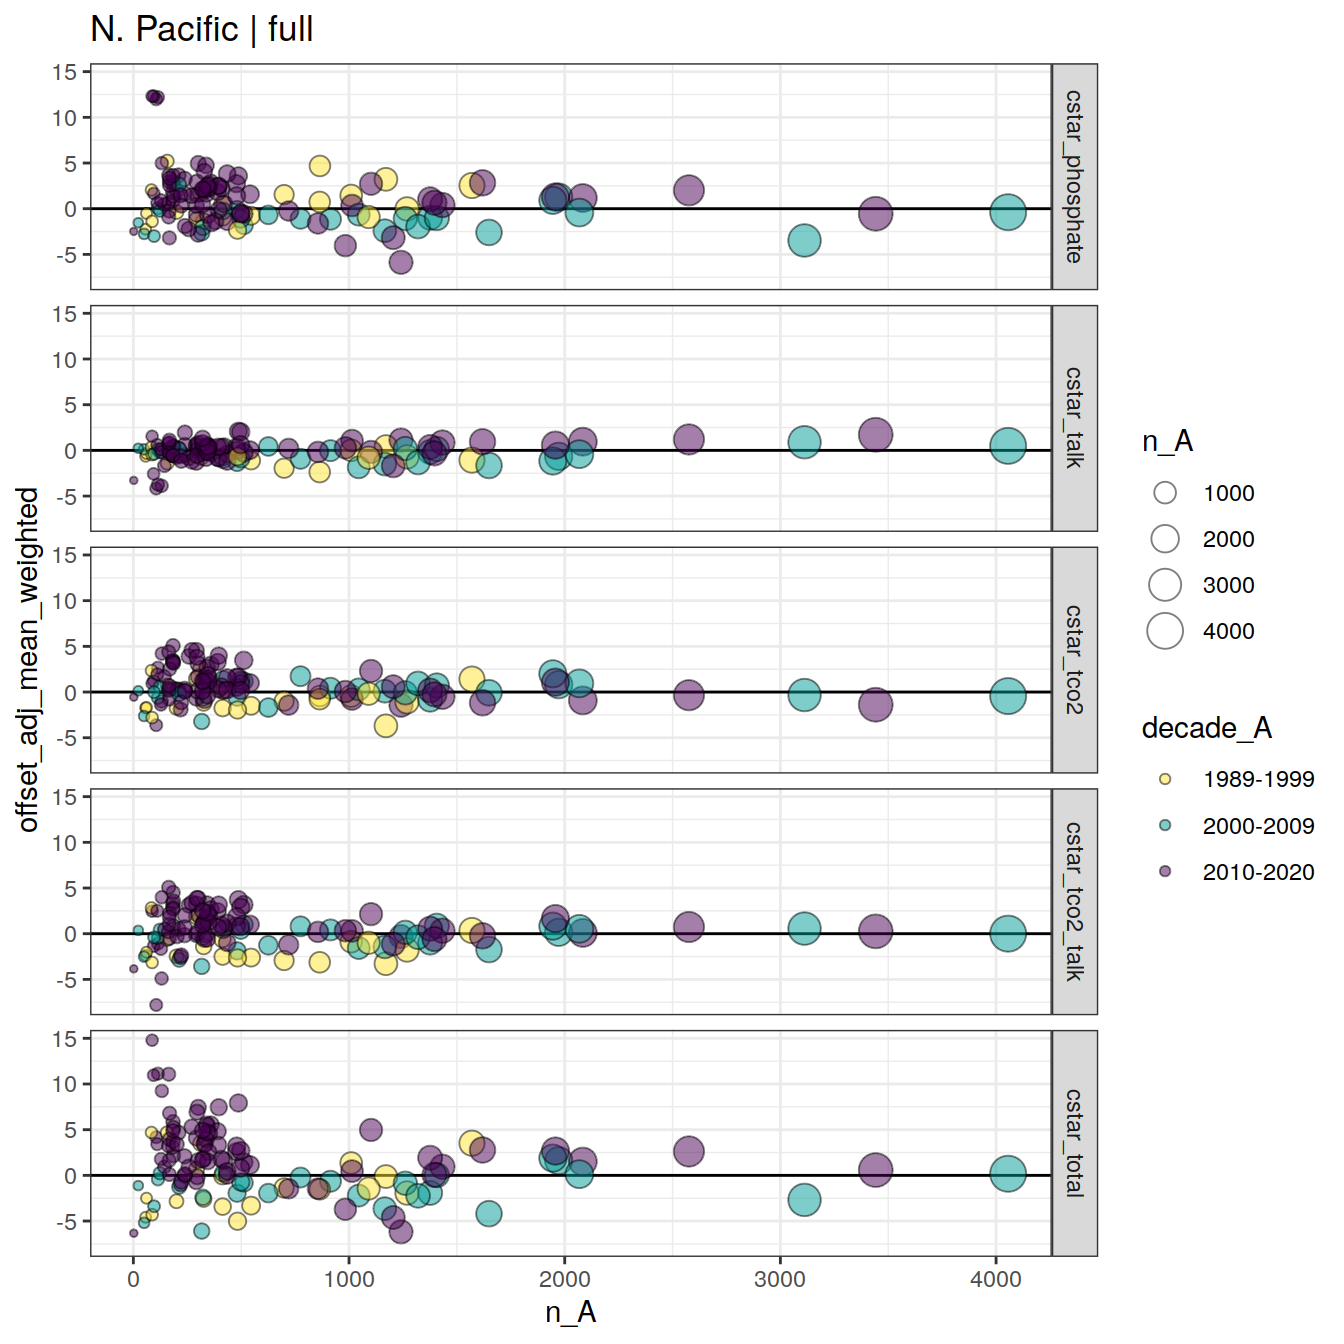 N. Pacific | full
offset_adj_mean_weighted
15
10
5
0
-5
cstar_phosphate
15
10
5
0
-5
cstar_talk
15
10
5
0
-5
cstar_tco2
15
10
5
0
-5
cstar_tco2_talk
15
10
5
0
-5
cstar_total
0 1000 2000 3000 4000
n_A
n_A
1000
2000
3000
4000
decade_A
1989-1999
2000-2009
2010-2020